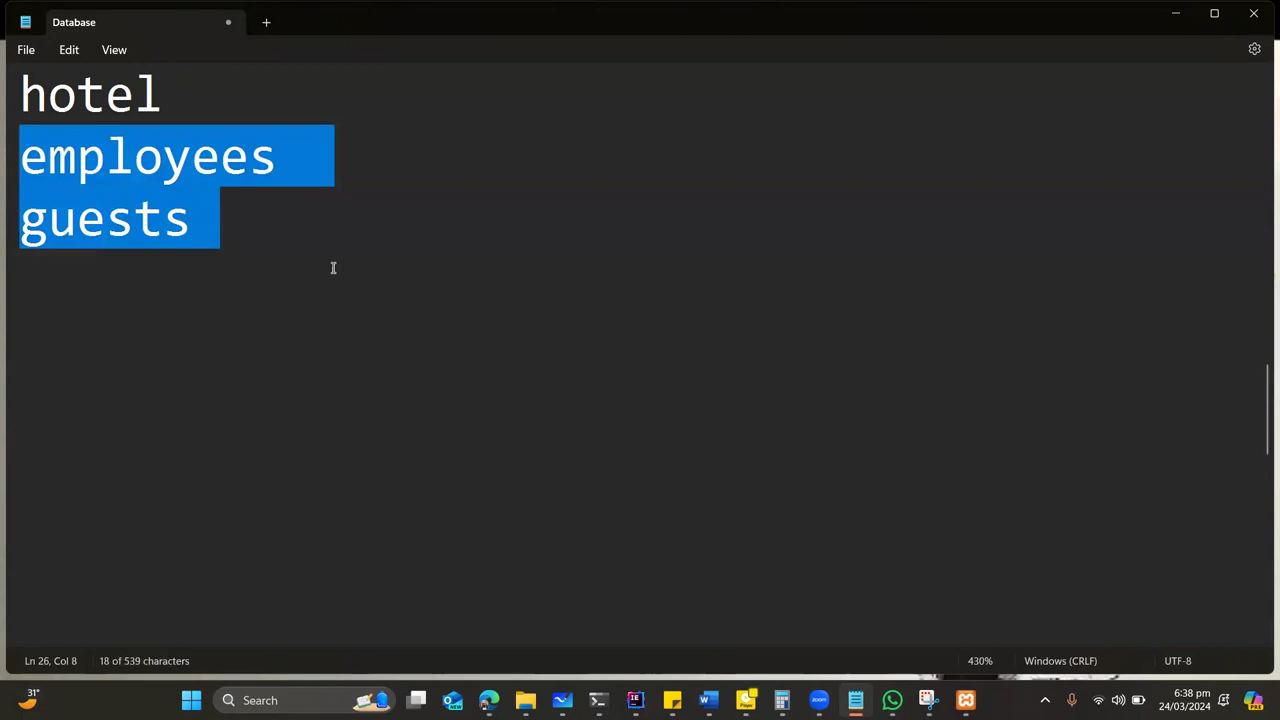 Database
File Edit View
hotel
employees
guests
Ln 26, Col 8 18 of 539 characters 430% Windows (CRLF) UTF-8
31° Search 6:38 pm
24/03/2024